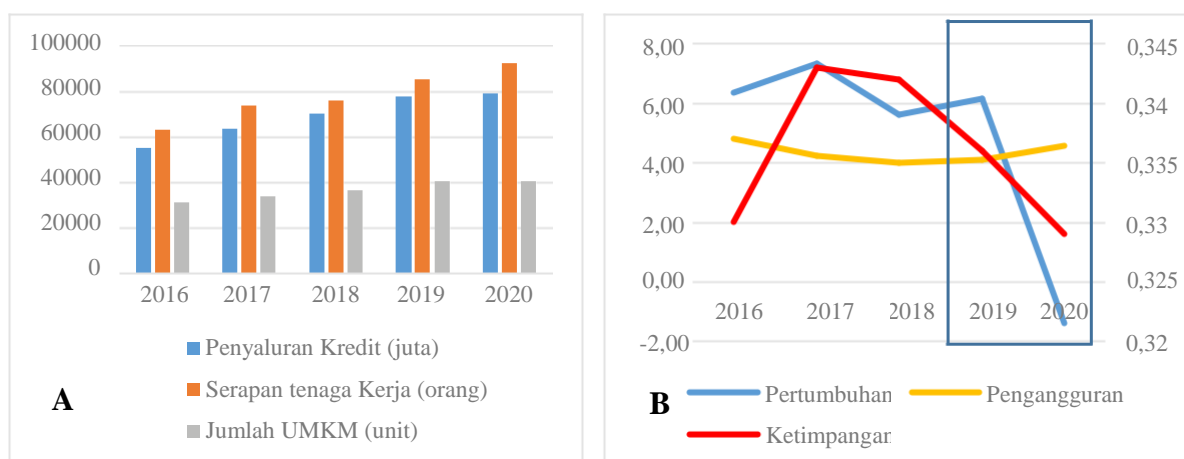 100000
80000
60000
40000
20000
0
2016 2017 2018 2019 2020
Penyaluran Kredit (juta)
Serapan tenaga Kerja (orang)
Jumlah UMKM (unit)
A
8,00
6,00
4,00
2,00
0,00
-2,00
0,345
0,34
0,335
0,33
0,325
0,32
2016 2017 2018 2019 2020
Pertumbuhan Pengangguran
Ketimpangan
B